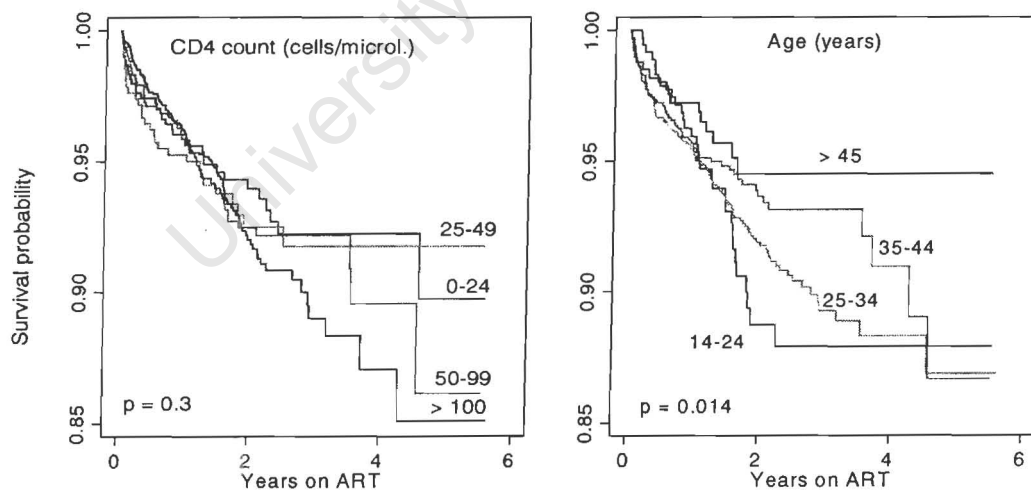 CD4 count (cells/microl.)
Survival probability
1.00
0.95
0.90
0.85
25-49
0-24
50-99
> 100
p = 0.3
0 2 4 6
Years on ART
Age (years)
1.00
0.95
0.90
0.85
> 45
35-44
25-34
14-24
p = 0.014
0 2 4 6
Years on ART
University